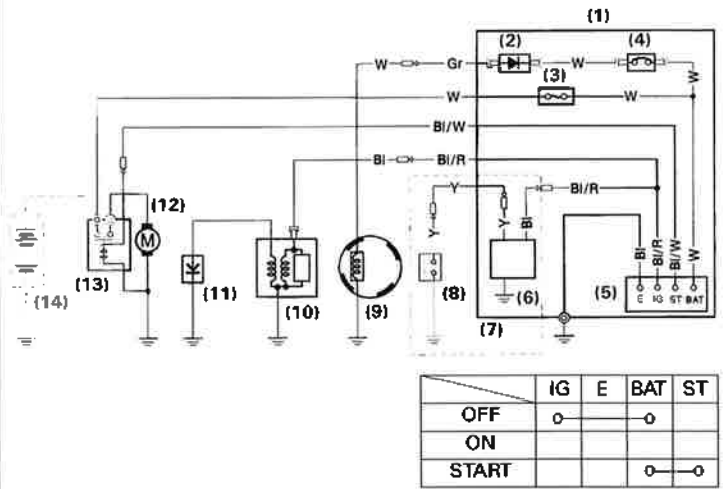 (1)
(2)
(4)
W
Gr
W
(3)
W
W
W
Bl/W
Bl
Bl/R
Y
Bl/R
Y
Y
Bl
Bl
Bl/R
Bl/W
W
(12)
M
(13)
(14)
(11)
(10)
(9)
(8)
(7)
(6)
(5)
E IG ST BAT
IG E BAT ST
OFF
ON
START